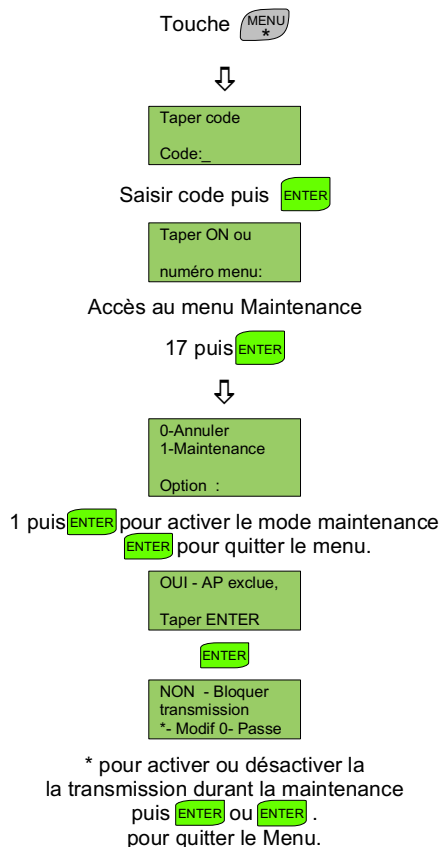 Touche MENU
*
Taper code
Code:_
Saisir code puis ENTER
Taper ON ou
numéro menu:
Accès au menu Maintenance
17 puis ENTER
0-Annuler
1-Maintenance
Option :
1 puis ENTER pour activer le mode maintenance
ENTER pour quitter le menu.
OUI - AP exclue,
Taper ENTER
ENTER
NON - Bloquer
transmission
*- Modif 0- Passe
* pour activer ou désactiver la
la transmission durant la maintenance
puis ENTER ou ENTER .
pour quitter le Menu.